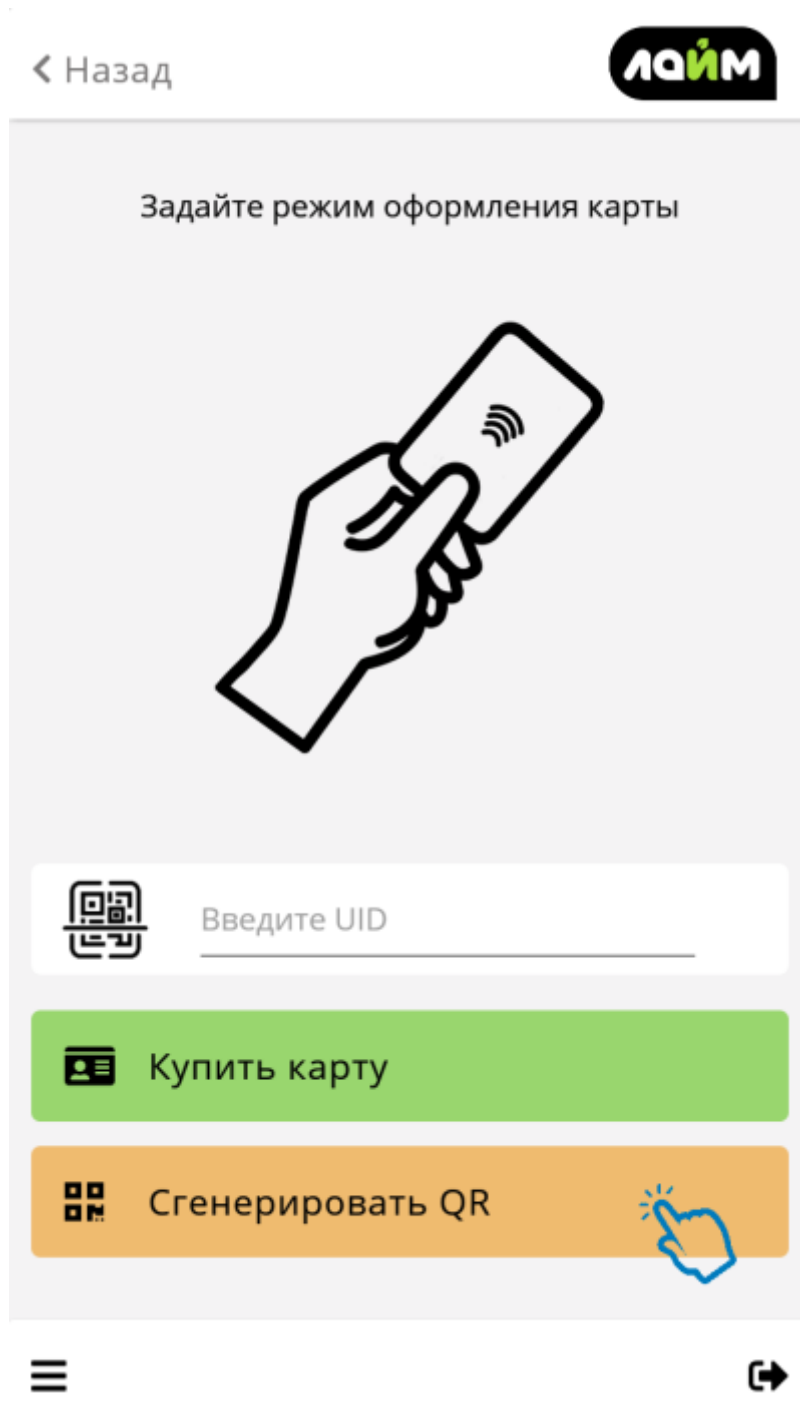 Назад
лайм
Задайте режим оформления карты
Введите UID
Купить карту
Сгенерировать QR